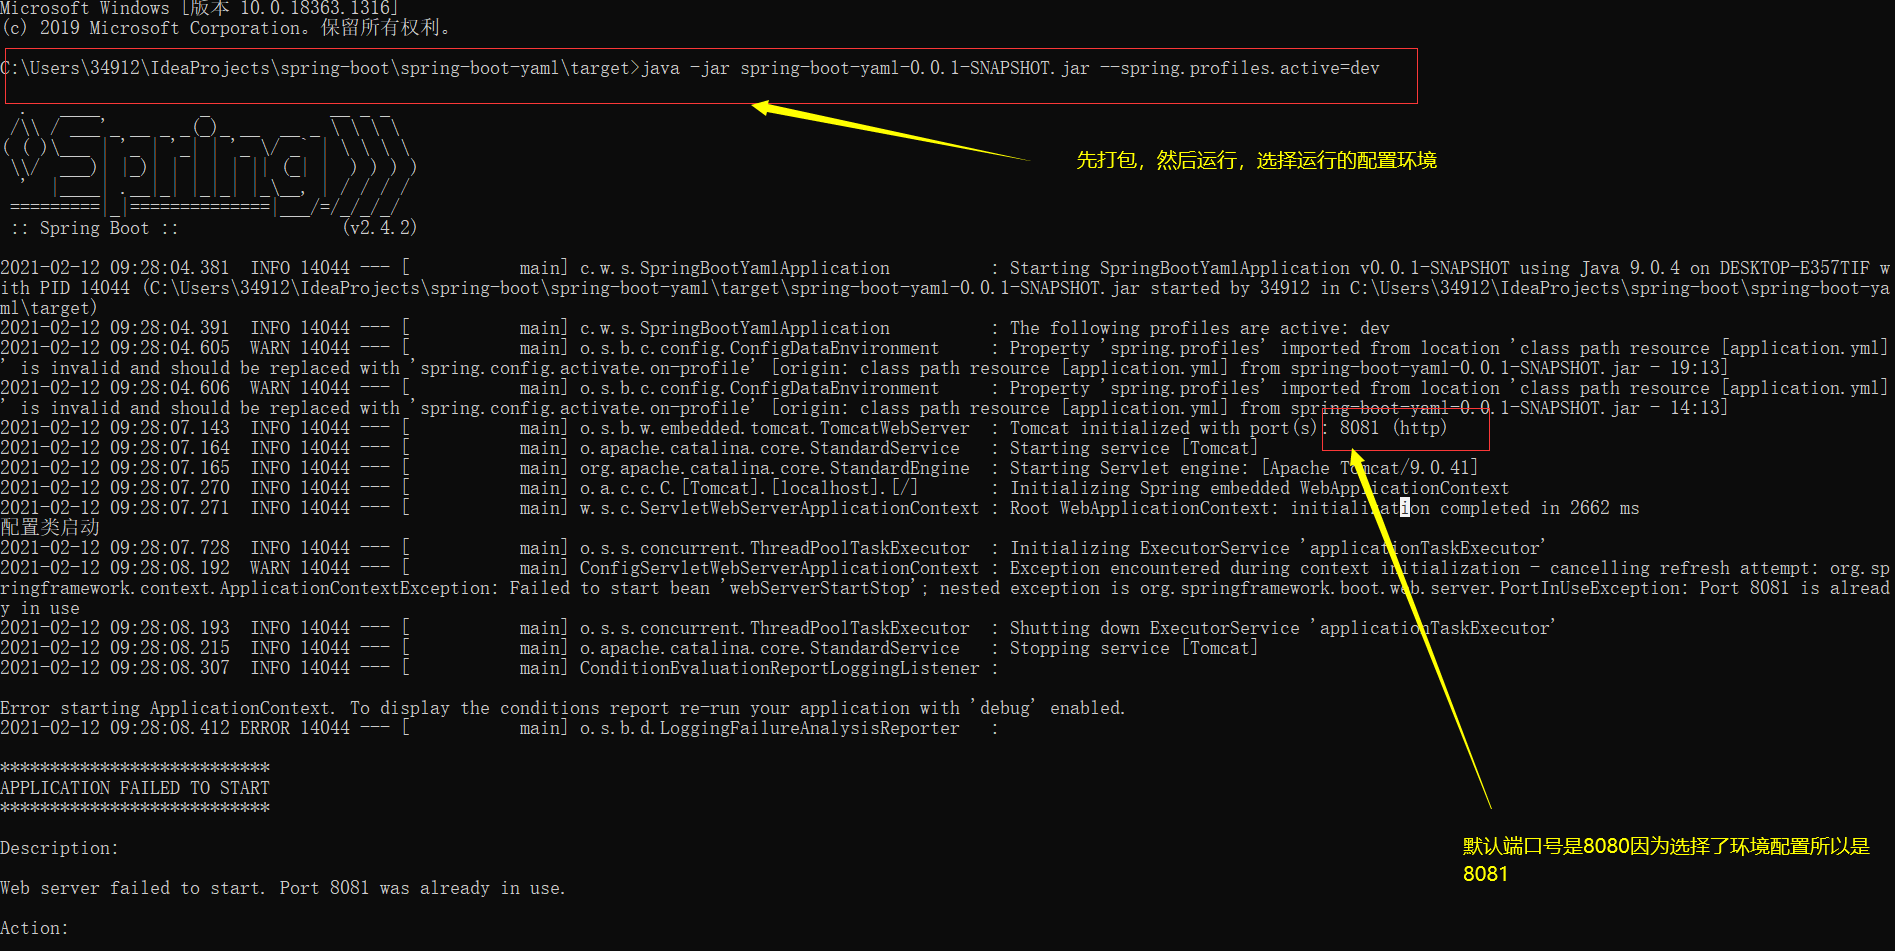 Microsoft Windows [版本 10.0.18363.1316]
(c) 2019 Microsoft Corporation。保留所有权利。
C:\Users\34912\IdeaProjects\spring-boot\spring-boot-yaml\target>java -jar spring-boot-yaml-0.0.1-SNAPSHOT.jar --spring.profiles.active=dev
先打包，然后运行，选择运行的配置环境
Spring
:: Spring Boot ::                (v2.4.2)
2021-02-12 09:28:04.381  INFO 14044 --- [           main] c.w.s.SpringBootYamlApplication          : Starting SpringBootYamlApplication v0.0.1-SNAPSHOT using Java 9.0.4 on DESKTOP-E357TIF w
ith PID 14044 (C:\Users\34912\IdeaProjects\spring-boot\spring-boot-yaml\target\spring-boot-yaml-0.0.1-SNAPSHOT.jar started by 34912 in C:\Users\34912\IdeaProjects\spring-boot\spring-boot-ya
ml\target)
2021-02-12 09:28:04.391  INFO 14044 --- [           main] c.w.s.SpringBootYamlApplication          : The following profiles are active: dev
2021-02-12 09:28:04.605  WARN 14044 --- [           main] o.s.b.c.config.ConfigDataEnvironment     : Property 'spring.profiles' imported from location 'class path resource [application.yml]
' is invalid and should be replaced with 'spring.config.activate.on-profile' [origin: class path resource [application.yml] from spring-boot-yaml-0.0.1-SNAPSHOT.jar - 19:13]
2021-02-12 09:28:04.606  WARN 14044 --- [           main] o.s.b.c.config.ConfigDataEnvironment     : Property 'spring.profiles' imported from location 'class path resource [application.yml]
' is invalid and should be replaced with 'spring.config.activate.on-profile' [origin: class path resource [application.yml] from spring-boot-yaml-0.0.1-SNAPSHOT.jar - 14:13]
2021-02-12 09:28:07.143  INFO 14044 --- [           main] o.s.b.w.embedded.tomcat.TomcatWebServer  : Tomcat initialized with port(s): 8081 (http)
2021-02-12 09:28:07.164  INFO 14044 --- [           main] o.apache.catalina.core.StandardService   : Starting service [Tomcat]
2021-02-12 09:28:07.165  INFO 14044 --- [           main] org.apache.catalina.core.StandardEngine  : Starting Servlet engine: [Apache Tomcat/9.0.41]
2021-02-12 09:28:07.270  INFO 14044 --- [           main] o.a.c.c.C.[Tomcat].[localhost].[/]       : Initializing Spring embedded WebApplicationContext
2021-02-12 09:28:07.271  INFO 14044 --- [           main] w.s.c.ServletWebServerApplicationContext : Root WebApplicationContext: initialization completed in 2662 ms
配置类启动
2021-02-12 09:28:07.728  INFO 14044 --- [           main] o.s.s.concurrent.ThreadPoolTaskExecutor  : Initializing ExecutorService 'applicationTaskExecutor'
2021-02-12 09:28:08.192  WARN 14044 --- [           main] ConfigServletWebServerApplicationContext : Exception encountered during context initialization - cancelling refresh attempt: org.sp
ringframework.context.ApplicationContextException: Failed to start bean 'webServerStartStop'; nested exception is org.springframework.boot.web.server.PortInUseException: Port 8081 is alread
y in use
2021-02-12 09:28:08.193  INFO 14044 --- [           main] o.s.s.concurrent.ThreadPoolTaskExecutor  : Shutting down ExecutorService 'applicationTaskExecutor'
2021-02-12 09:28:08.215  INFO 14044 --- [           main] o.apache.catalina.core.StandardService   : Stopping service [Tomcat]
2021-02-12 09:28:08.307  INFO 14044 --- [           main] ConditionEvaluationReportLoggingListener :
Error starting ApplicationContext. To display the conditions report re-run your application with 'debug' enabled.
2021-02-12 09:28:08.412 ERROR 14044 --- [           main] o.s.b.d.LoggingFailureAnalysisReporter   :
***************************
APPLICATION FAILED TO START
***************************
Description:
默认端口号是8080因为选择了环境配置所以是
8081
Web server failed to start. Port 8081 was already in use.
Action: